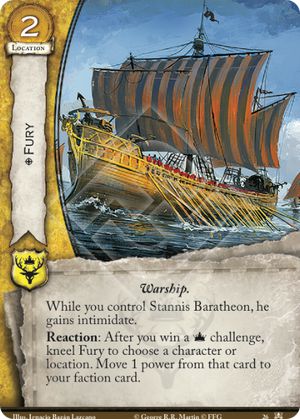 2
LOCATION
FURY
Warship.
While you control Stannis Baratheon, he
gains intimidate.
Reaction: After you win a challenge,
kneel Fury to choose a character or
location. Move 1 power from that card to
your faction card.
Illus. Ignacio Bazán Lazcano
© George R.R. Martin © FFG
26